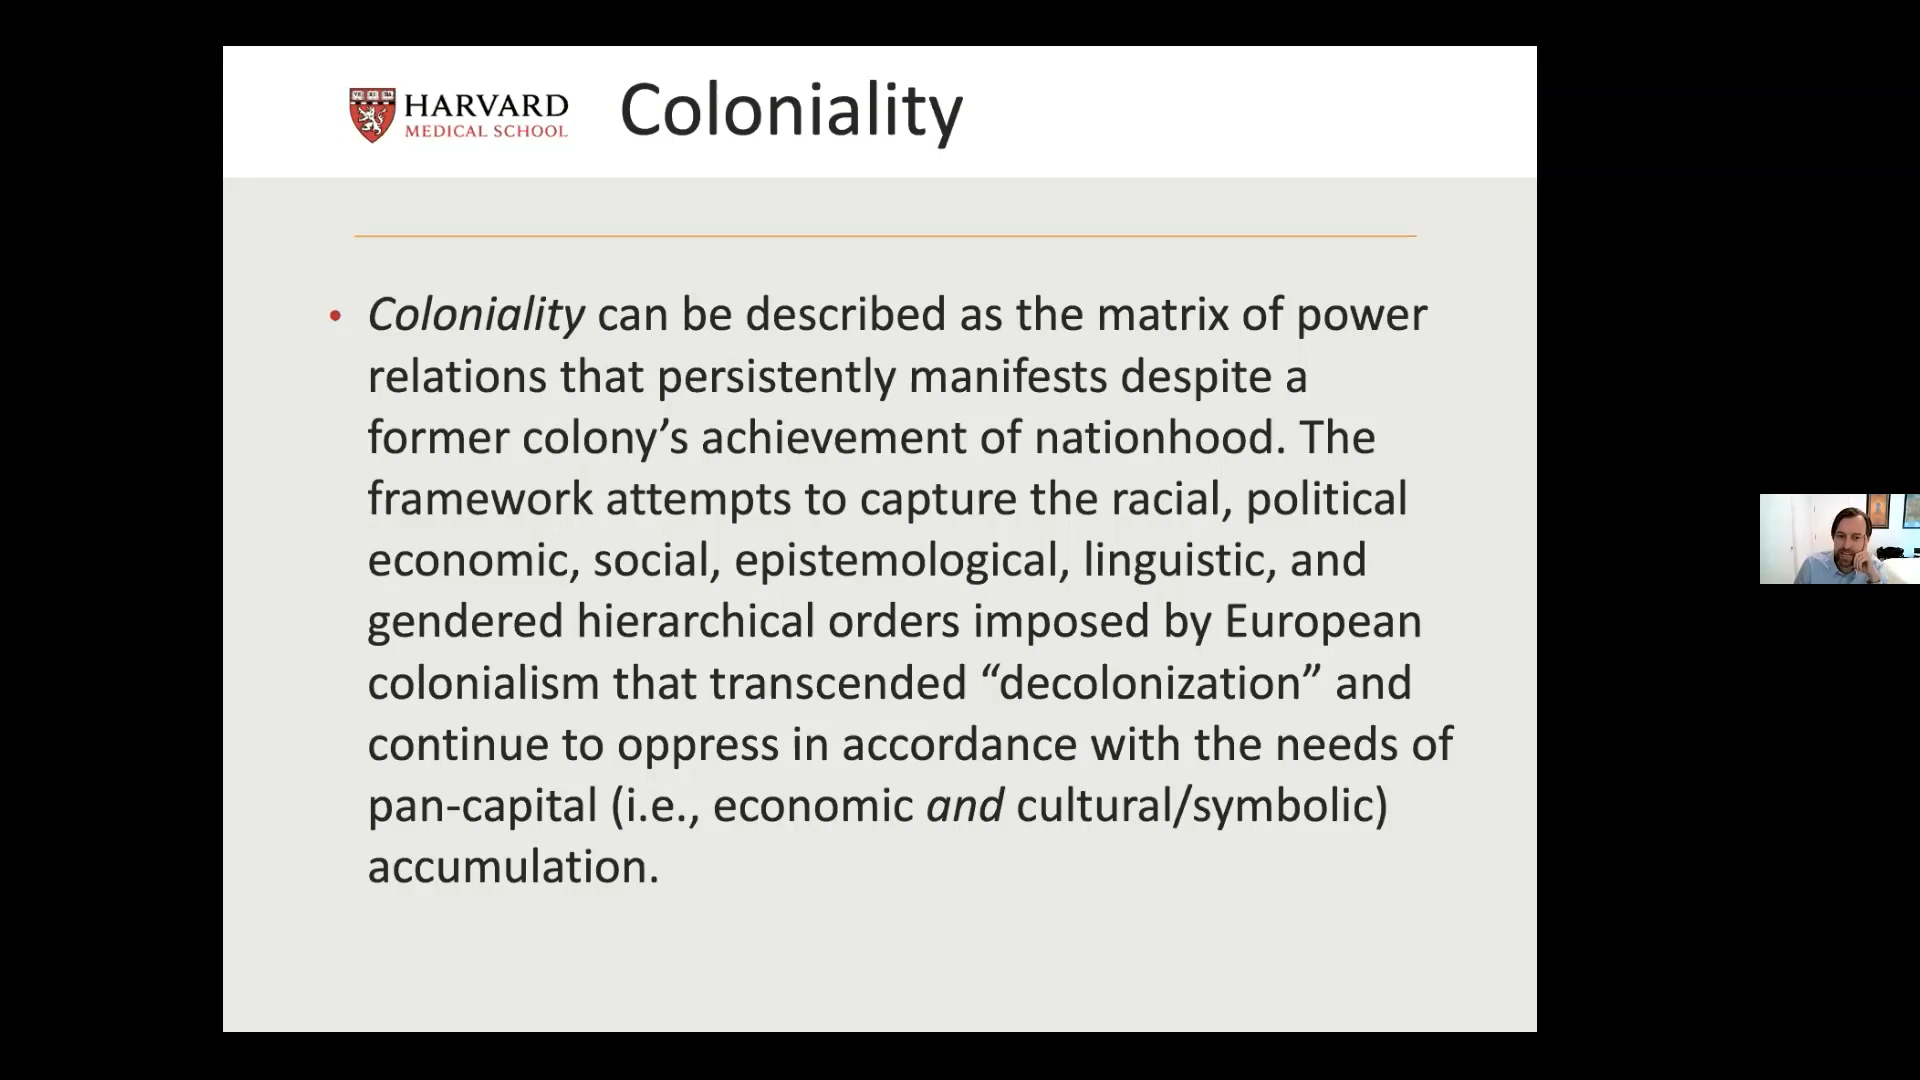 HARVARD
MEDICAL SCHOOL
Coloniality
• Coloniality can be described as the matrix of power
relations that persistently manifests despite a
former colony’s achievement of nationhood. The
framework attempts to capture the racial, political
economic, social, epistemological, linguistic, and
gendered hierarchical orders imposed by European
colonialism that transcended “decolonization” and
continue to oppress in accordance with the needs of
pan-capital (i.e., economic and cultural/symbolic)
accumulation.